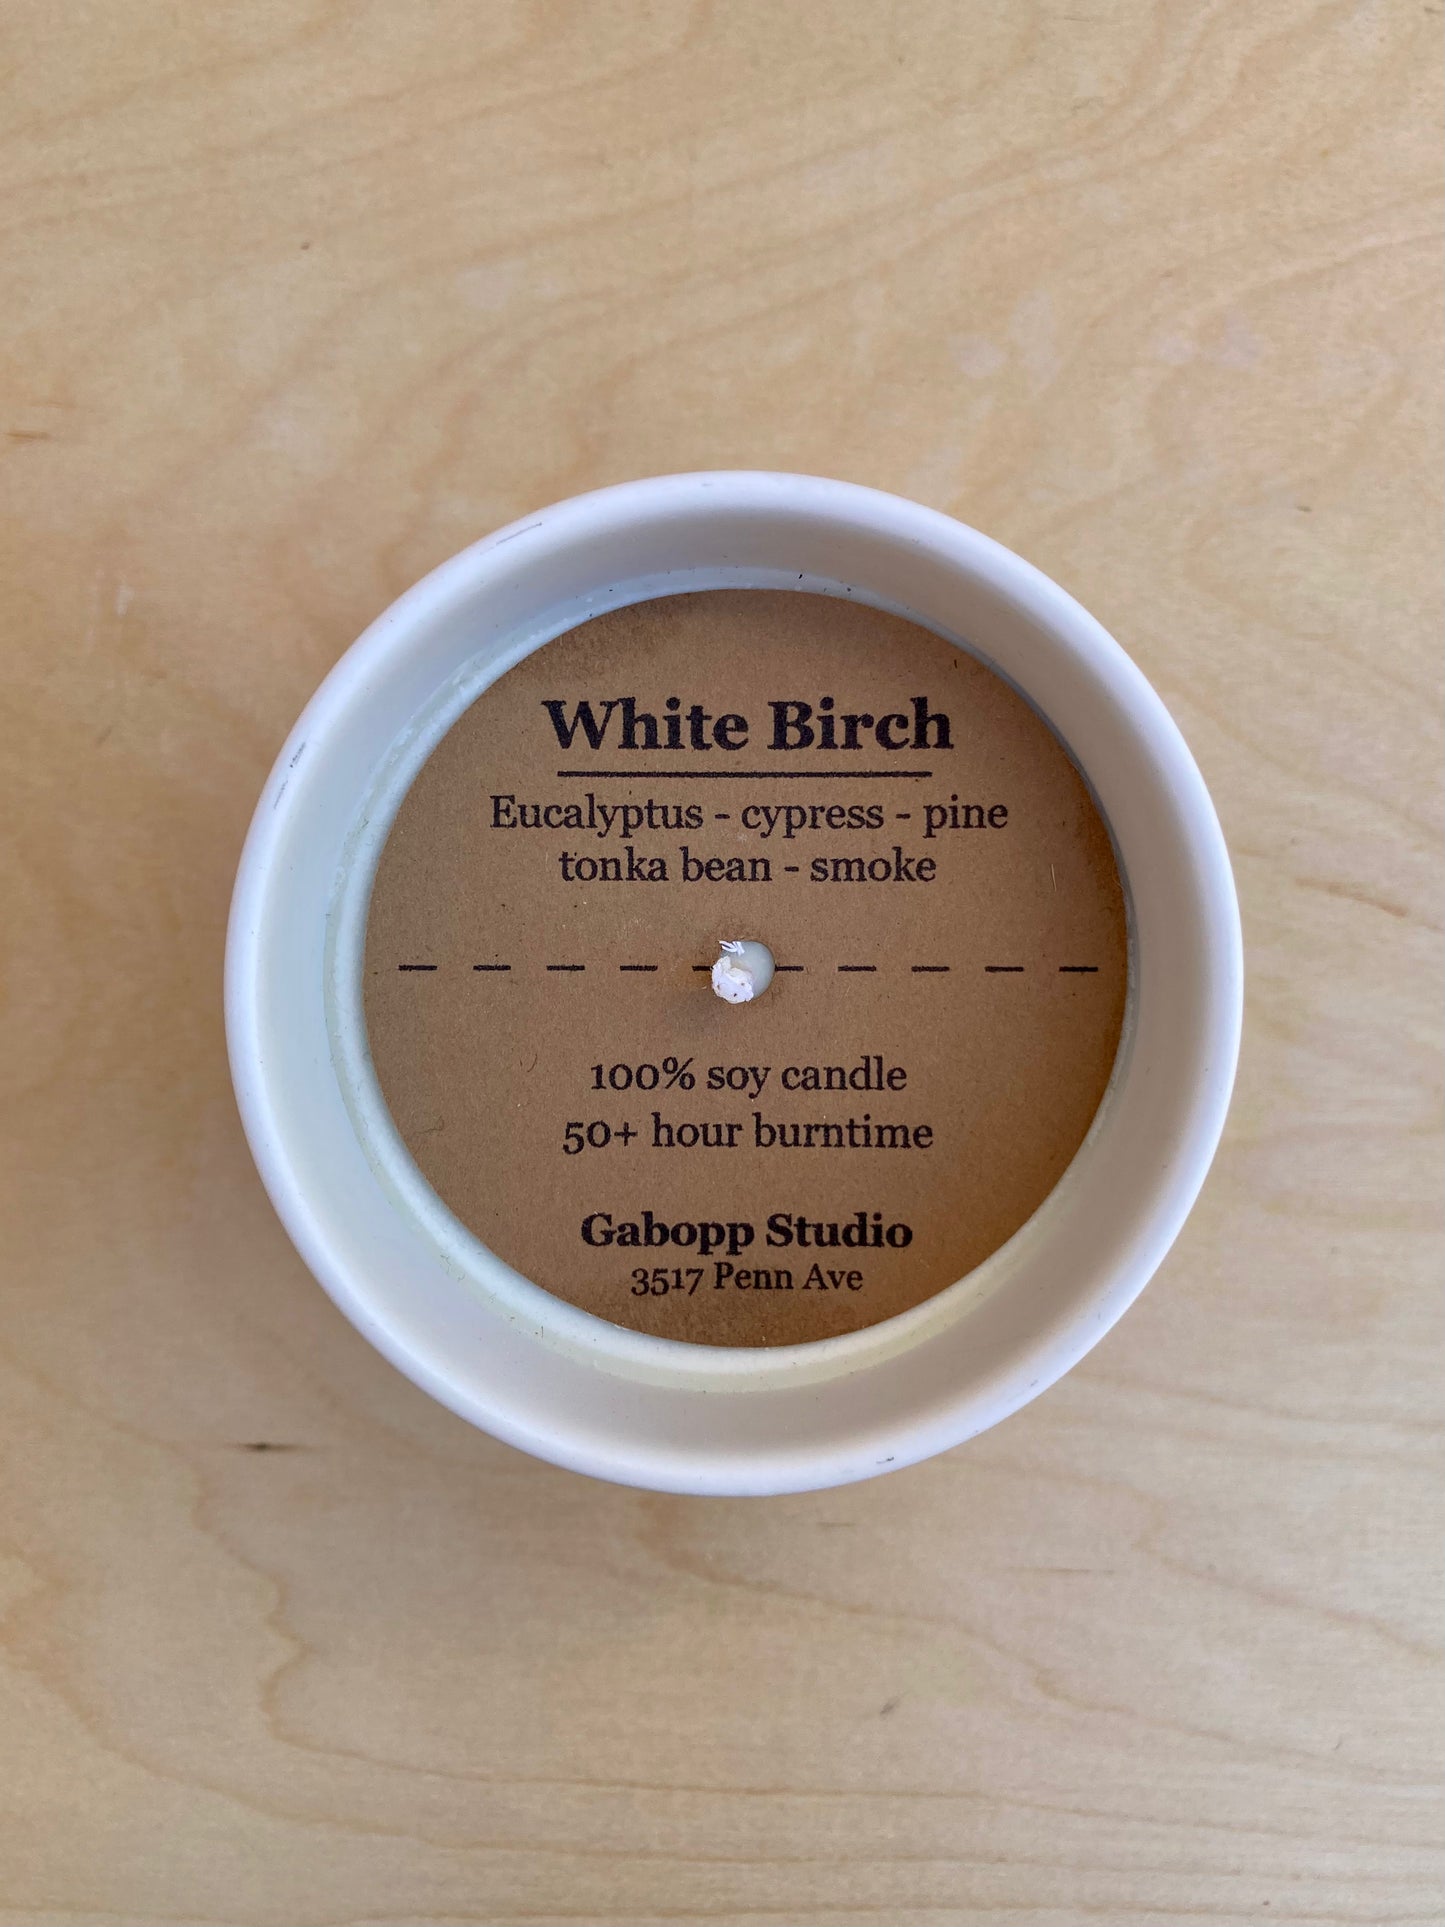 White Birch
Eucalyptus - cypress - pine
tonka bean - smoke
100% soy candle
50+ hour burntime
Gabopp Studio
3517 Penn Ave